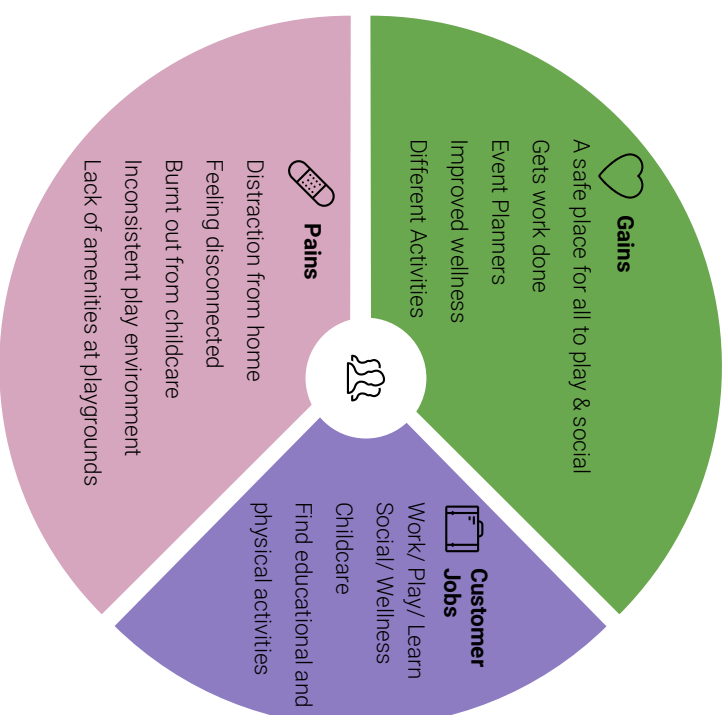 Gains
A safe place for all to play & social
Gets work done
Event Planners
Improved wellness
Different Activities
Pains
Distraction from home
Feeling disconnected
Burnt out from childcare
Inconsistent play environment
Lack of amenities at playgrounds
Customer
Jobs
Work/ Play/ Learn
Social/ Wellness
Childcare
Find educational and
physical activities